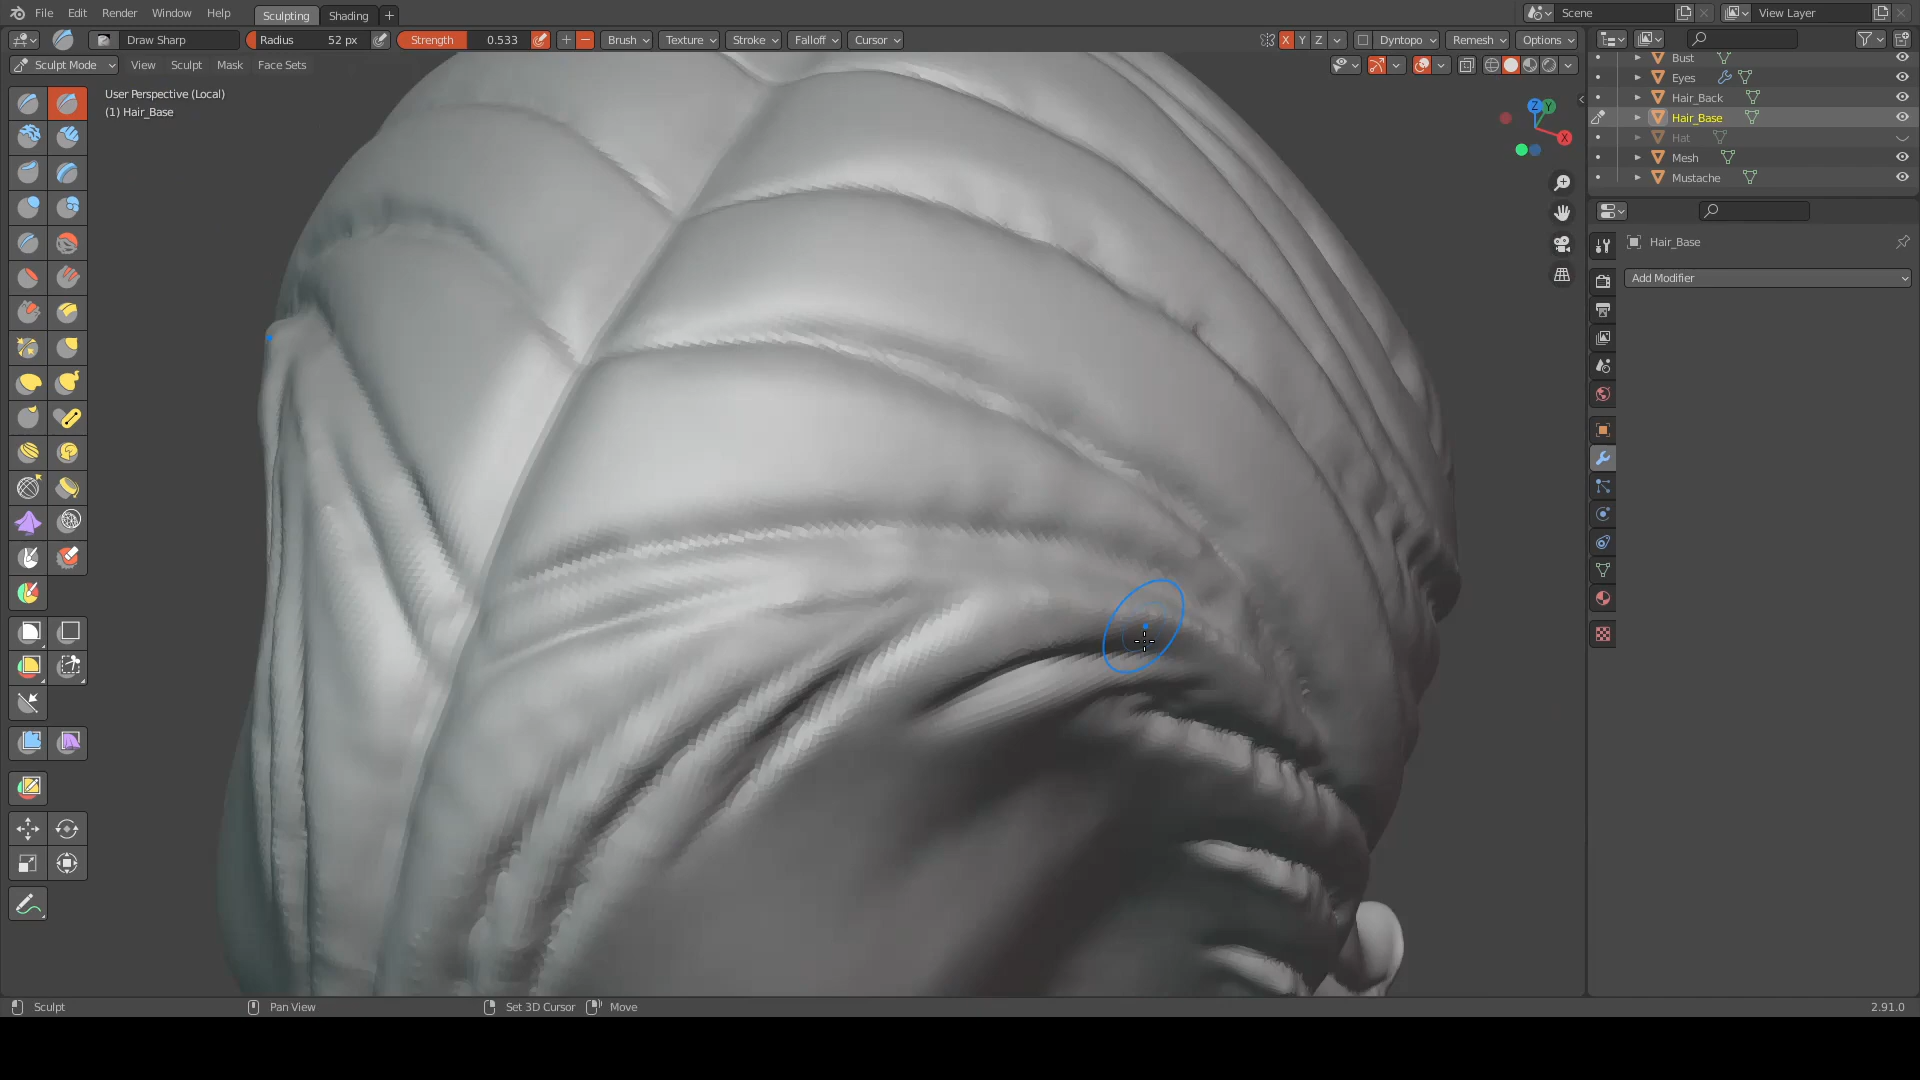 File Edit Render Window Help Sculpting Shading + Scene View Layer
Draw Sharp Radius 52 px Strength 0.533 Brush Texture Stroke Falloff Cursor X Y Z Dyntopo Remesh Options
Sculpt Mode View Sculpt Mask Face Sets
User Perspective (Local)
(1) Hair_Base
Z Y
X
Bust
Eyes
Hair_Back
Hair_Base
Hat
Mesh
Mustache
Hair_Base
Add Modifier
Sculpt Pan View Set 3D Cursor Move 2.91.0